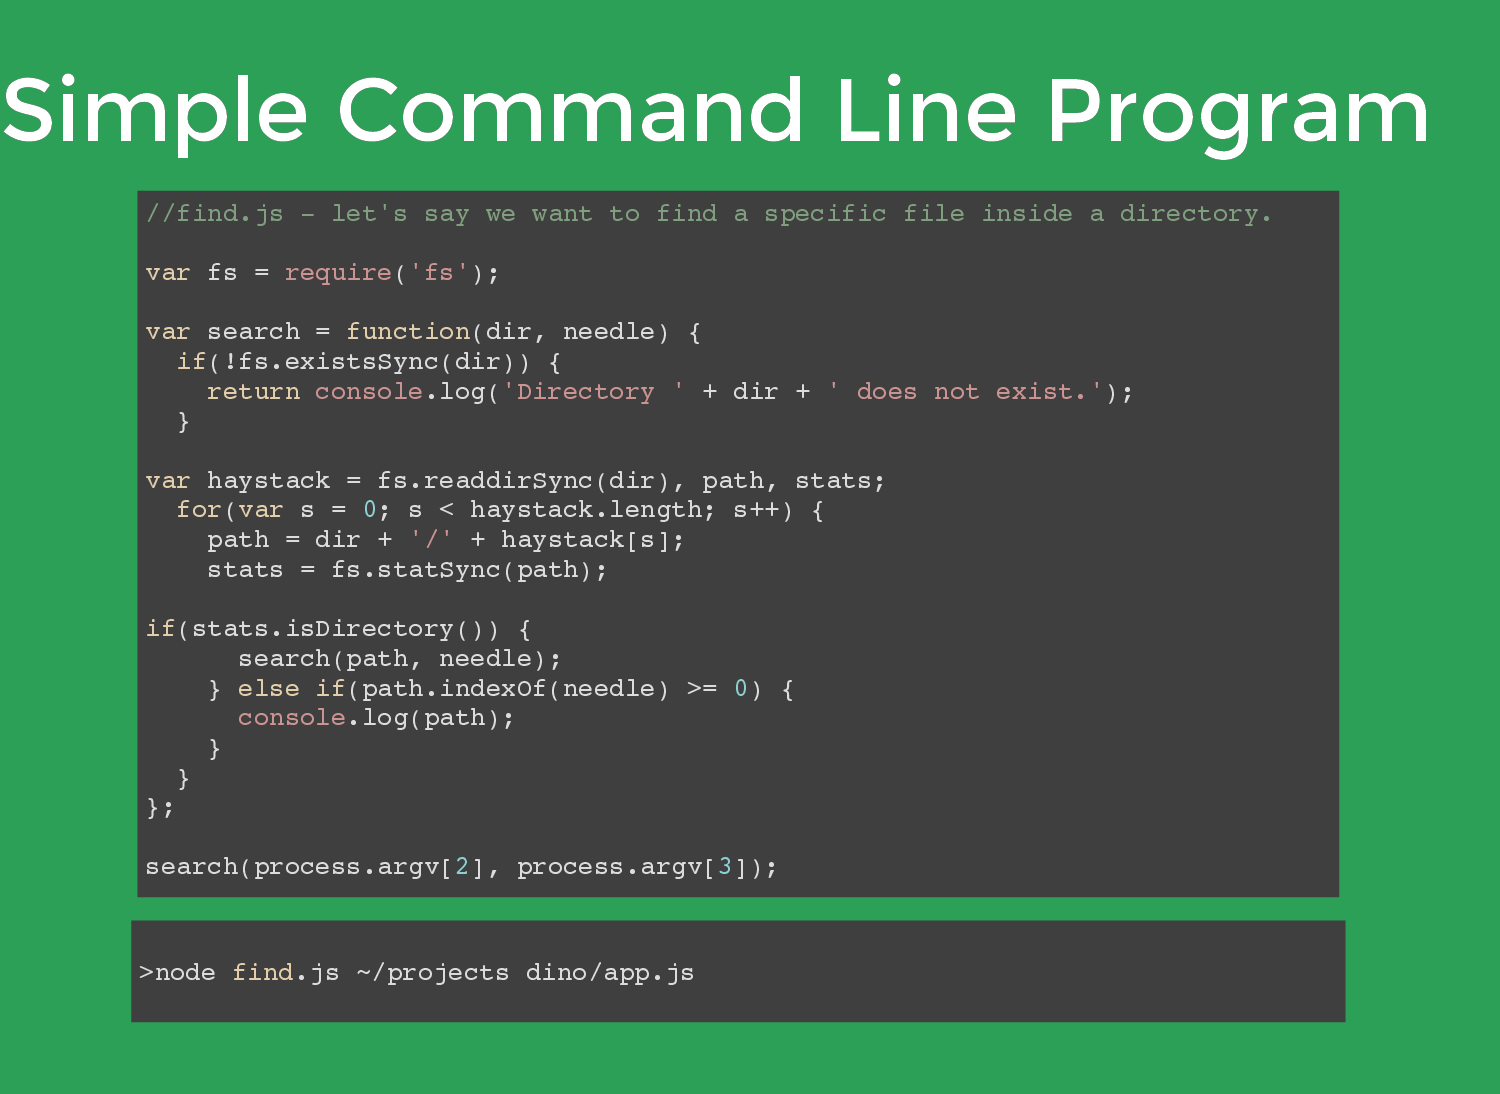 Simple Command Line Program
//find.js - let's say we want to find a specific file inside a directory.
var fs = require('fs');
var search = function(dir, needle) {
  if(!fs.existsSync(dir)) {
    return console.log('Directory ' + dir + ' does not exist.');
  }
var haystack = fs.readdirSync(dir), path, stats;
  for(var s = 0; s < haystack.length; s++) {
    path = dir + '/' + haystack[s];
    stats = fs.statSync(path);
if(stats.isDirectory()) {
      search(path, needle);
    } else if(path.indexOf(needle) >= 0) {
      console.log(path);
    }
  }
};
search(process.argv[2], process.argv[3]);
>node find.js ~/projects dino/app.js